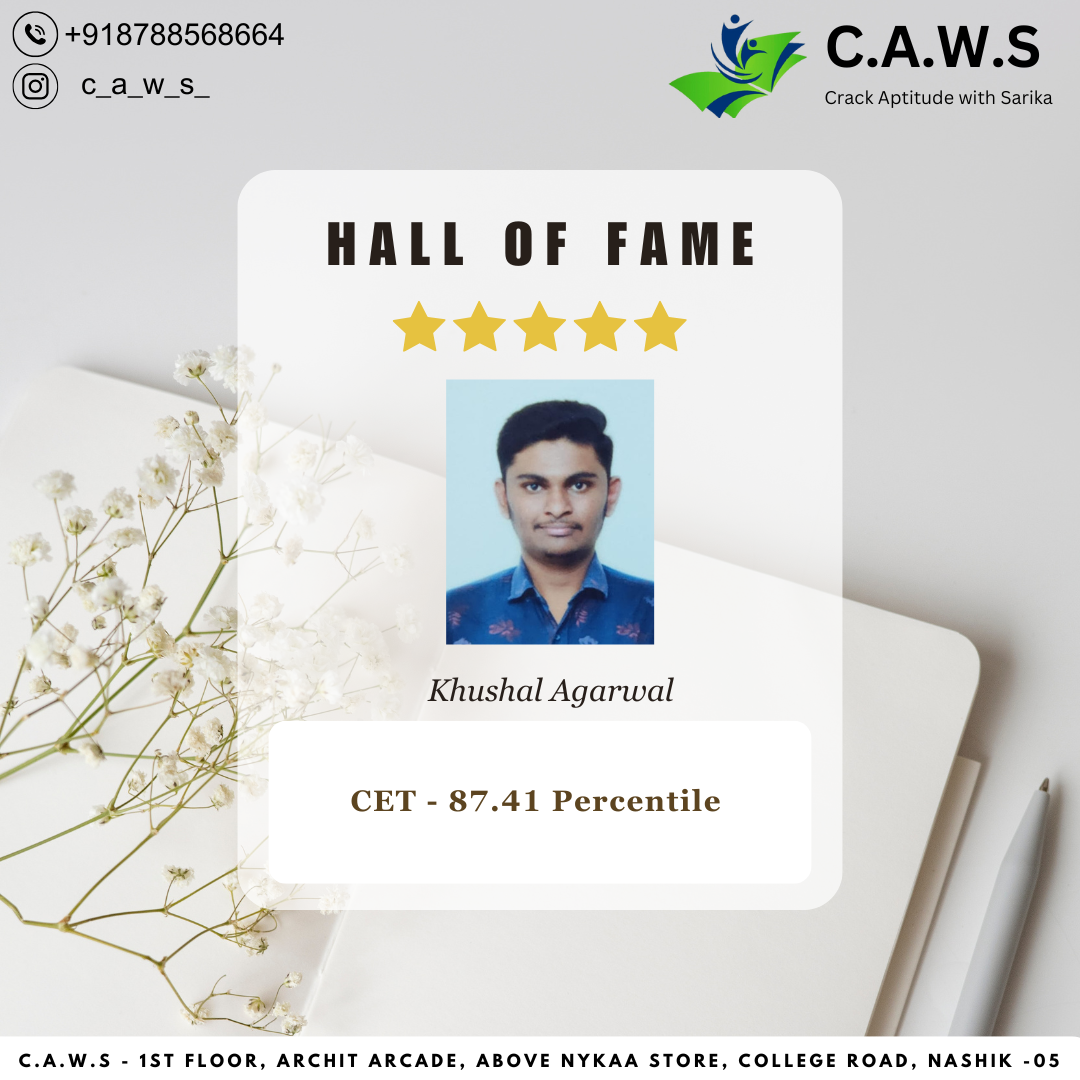 +918788568664
c_a_w_s_
C.A.W.S
Crack Aptitude with Sarika
HALL OF FAME
Khushal Agarwal
CET - 87.41 Percentile
C.A.W.S - 1ST FLOOR, ARCHIT ARCADE, ABOVE NYKAA STORE, COLLEGE ROAD, NASHIK -05